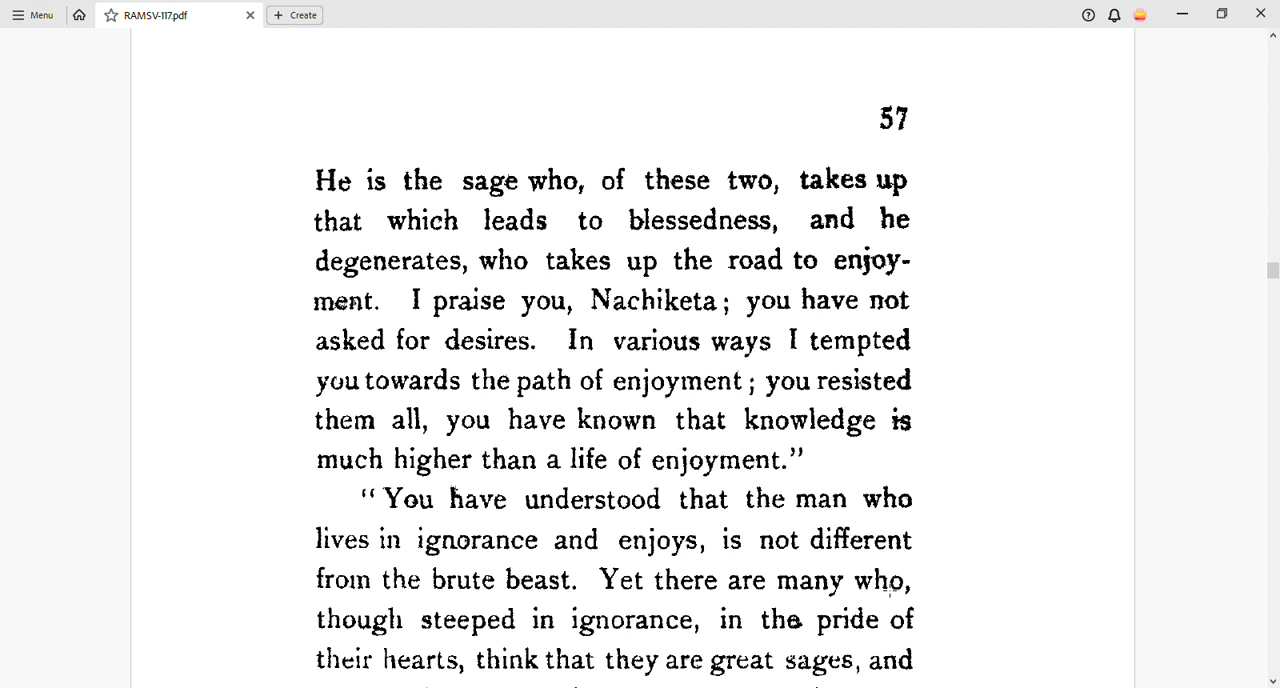 Menu
RAMSV-117.pdf
+ Create
57
He is the sage who, of these two, takes up
that which leads to blessedness, and he
degenerates, who takes up the road to enjoy-
ment. I praise you, Nachiketa; you have not
asked for desires. In various ways I tempted
you towards the path of enjoyment; you resisted
them all, you have known that knowledge is
much higher than a life of enjoyment.”
“You have understood that the man who
lives in ignorance and enjoys, is not different
from the brute beast. Yet there are many who,
though steeped in ignorance, in the pride of
their hearts, think that they are great sages, and